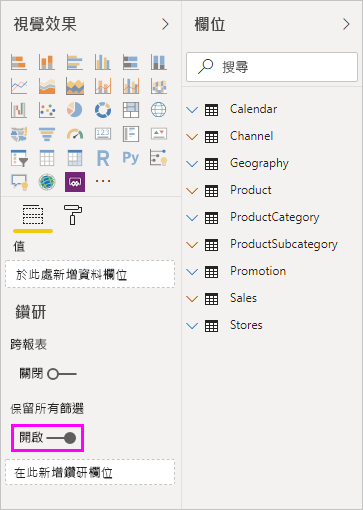 視覺效果
R
Py
123
值
於此處新增資料欄位
鑽研
跨報表
關閉
保留所有篩選
開啟
在此新增鑽研欄位
欄位
搜尋
Calendar
Channel
Geography
Product
ProductCategory
ProductSubcategory
Promotion
Sales
Stores